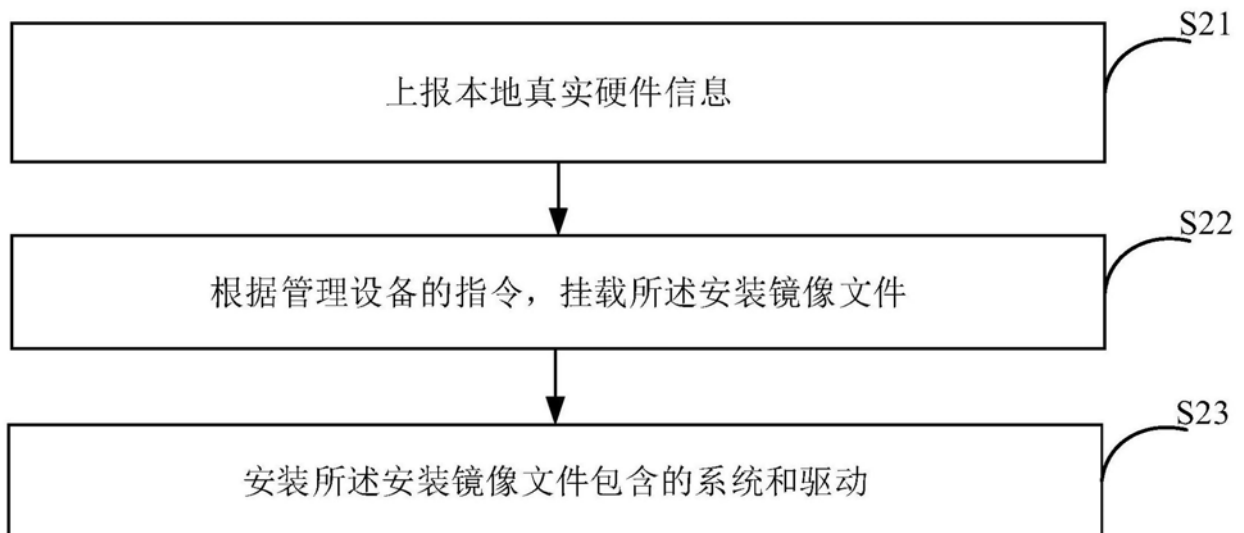 S21
上报本地真实硬件信息
S22
根据管理设备的指令，挂载所述安装镜像文件
S23
安装所述安装镜像文件包含的系统和驱动